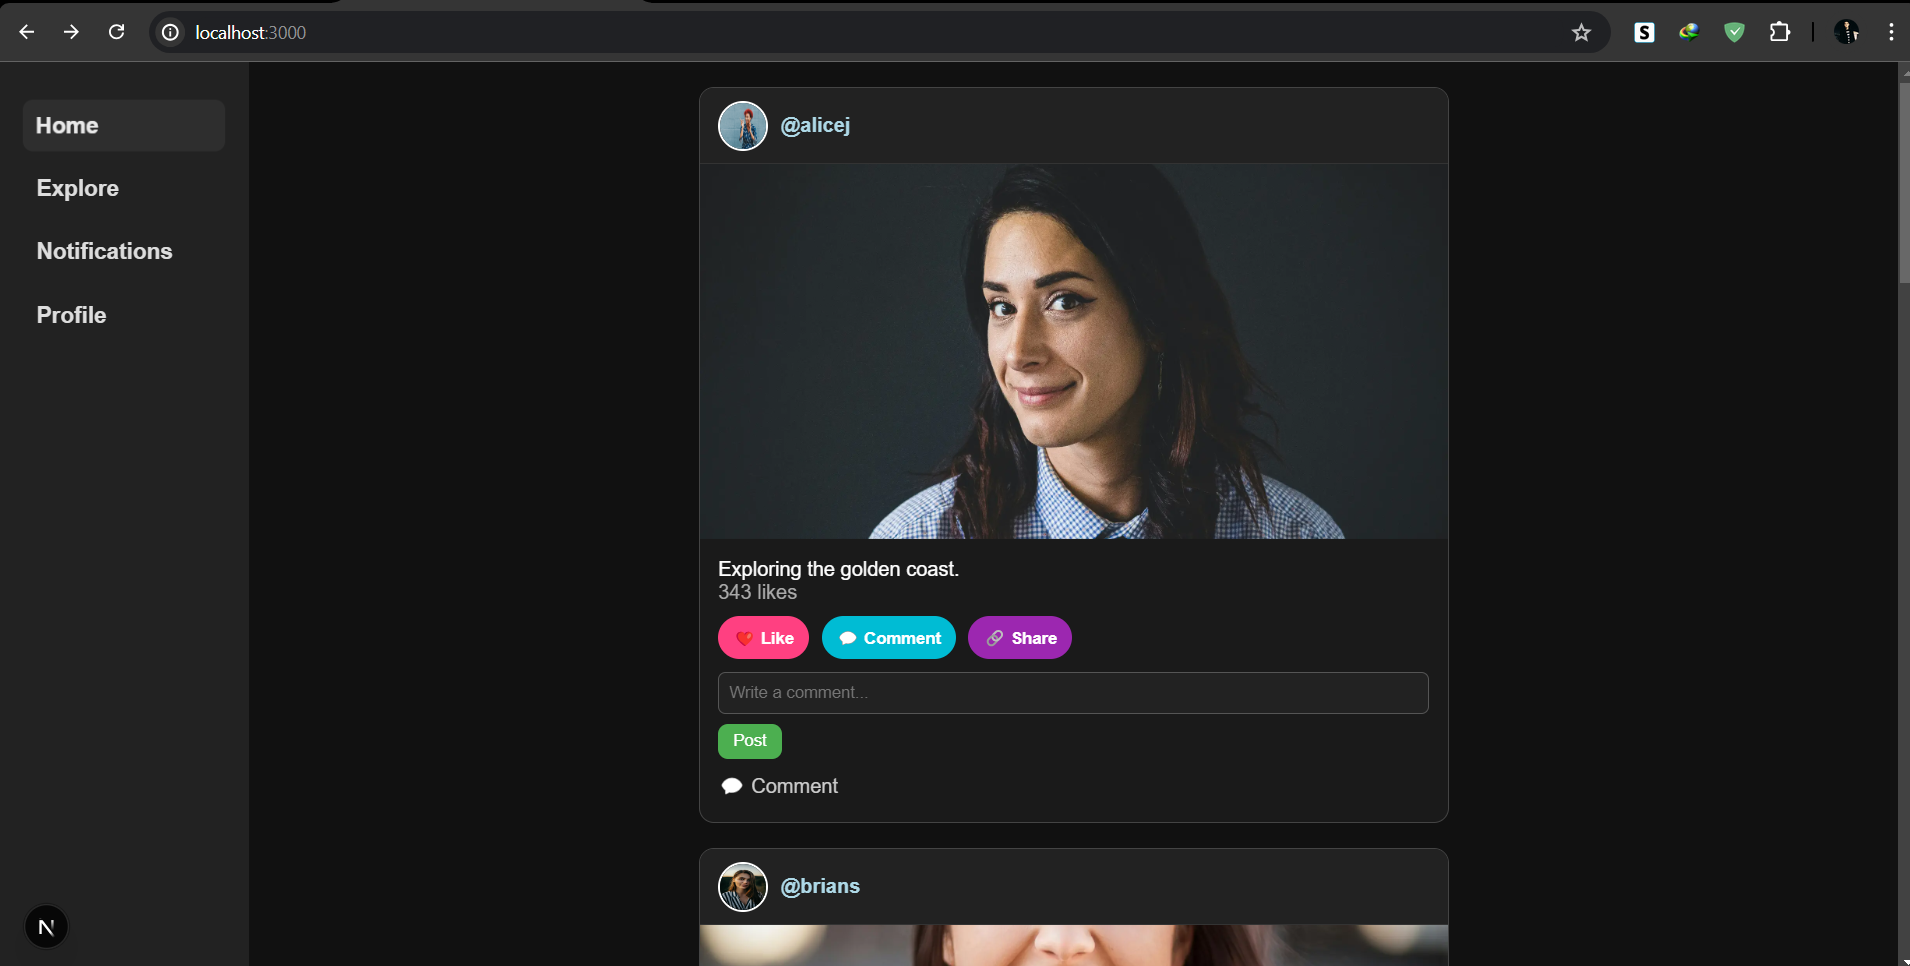 localhost:3000
S
Home
Explore
Notifications
Profile
@alicej
Exploring the golden coast.
343 likes
❤️ Like
💬 Comment
🔗 Share
Write a comment...
Post
💬 Comment
@brians
N